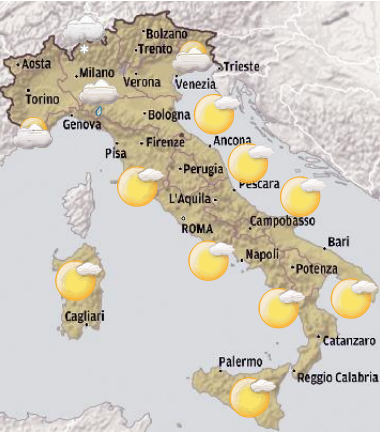 Bolzano
Trento
Aosta
Trieste
Milano
Verona
Venezia
Torino
Bologna
Genova
Firenze
Ancona
Pisa
Perugia
Pescara
L'Aquila
ROMA
Campobasso
Bari
Napoli
Potenza
Cagliari
Catanzaro
Palermo
Reggio Calabria